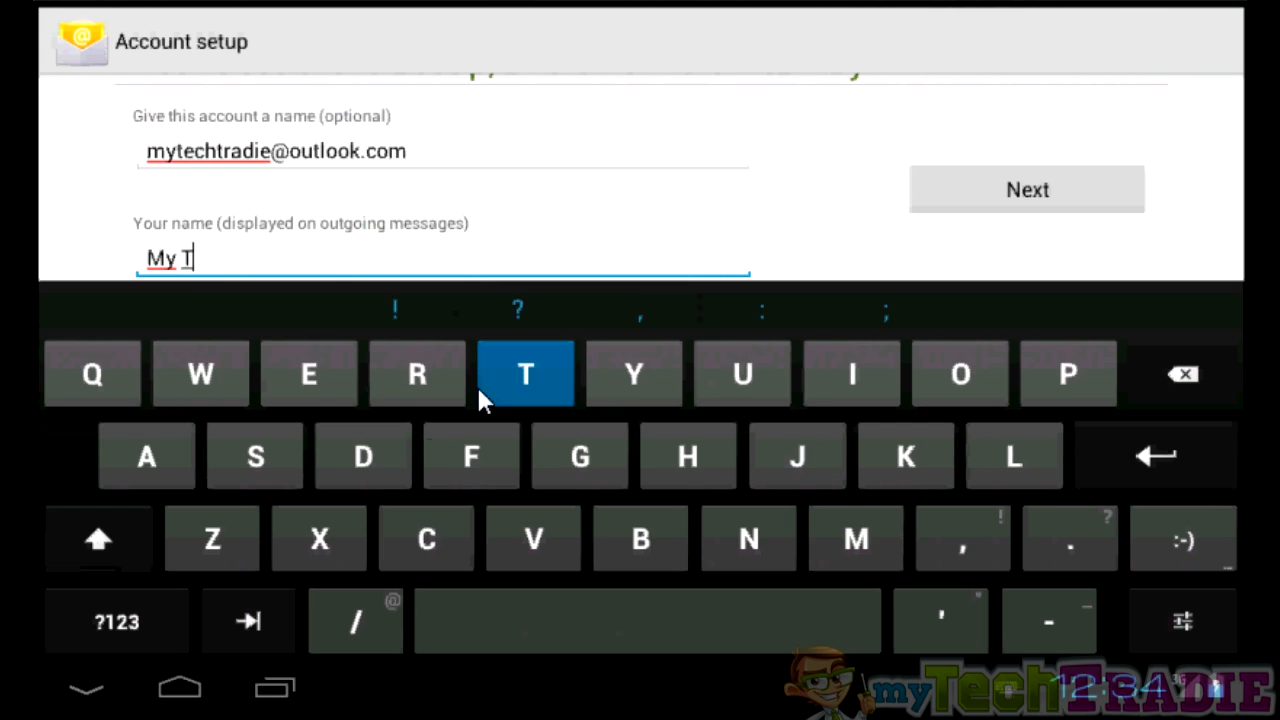 Account setup
Give this account a name (optional)
mytechtradie@outlook.com
Next
Your name (displayed on outgoing messages)
My T
! ? , : ;
Q W E R T Y U I O P
A S D F G H J K L
Z X C V B N M , ! . ? :-)
?123 / @ ' " - _
myTechTRADIE
12:34 3G